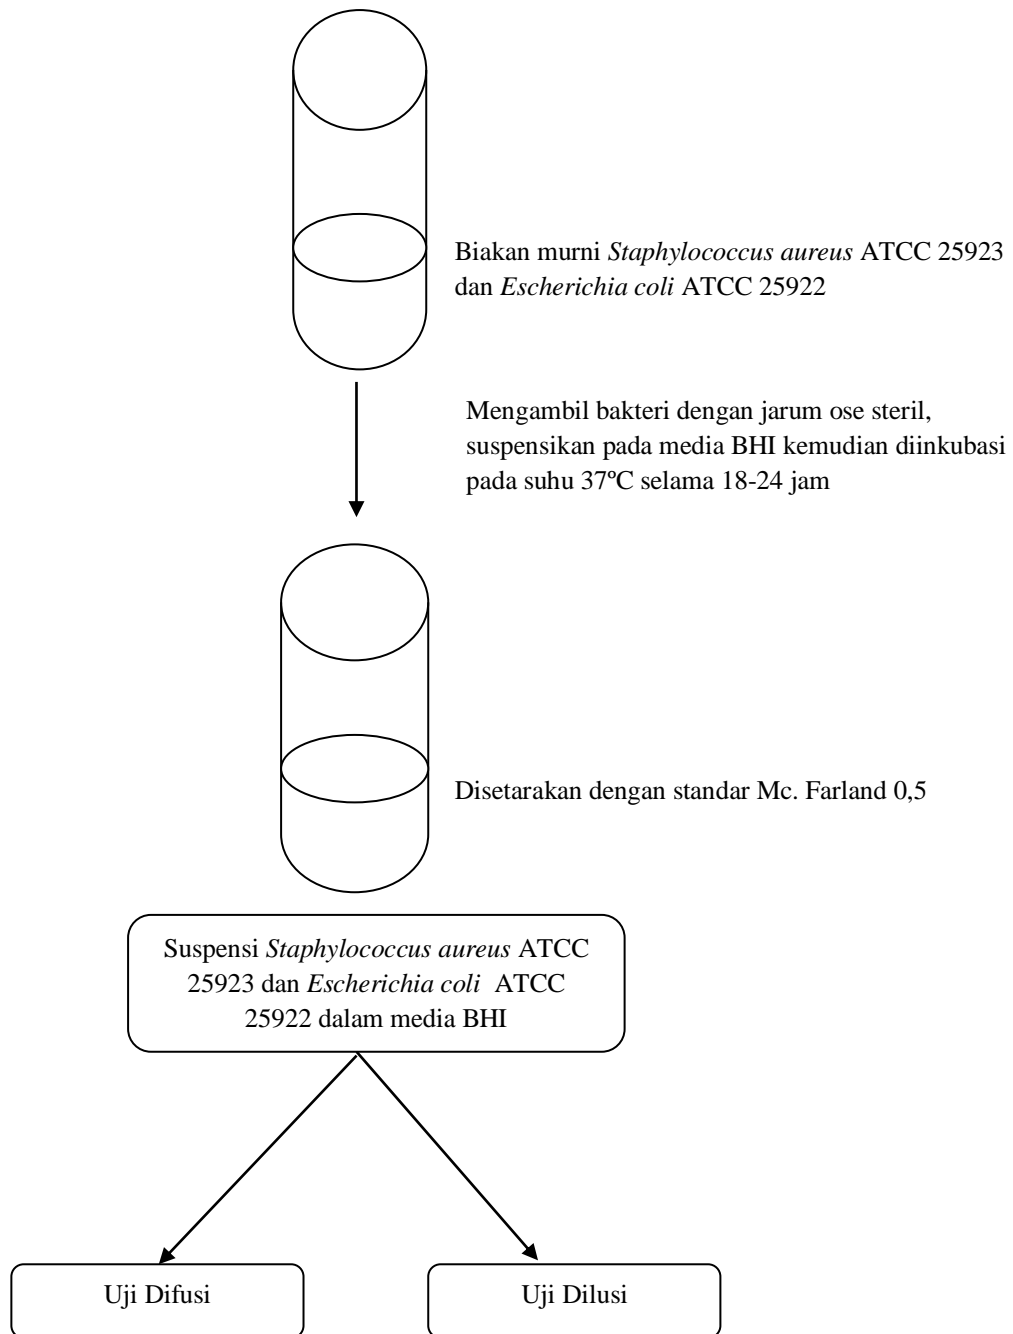 Biakan murni Staphylococcus aureus ATCC 25923
dan Escherichia coli ATCC 25922
Mengambil bakteri dengan jarum ose steril,
suspensikan pada media BHI kemudian diinkubasi
pada suhu 37ºC selama 18-24 jam
Disetarakan dengan standar Mc. Farland 0,5
Suspensi Staphylococcus aureus ATCC
25923 dan Escherichia coli ATCC
25922 dalam media BHI
Uji Difusi
Uji Dilusi